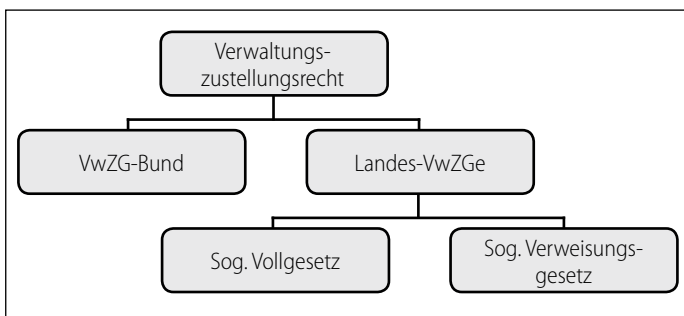 Verwaltungs-
zustellungsrecht
VwZG-Bund
Landes-VwZGe
Sog. Vollgesetz
Sog. Verweisungs-
gesetz